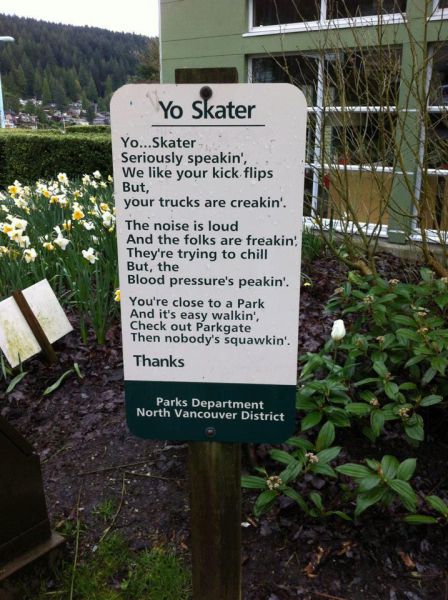 Yo Skater
Yo...Skater
Seriously speakin',
We like your kick flips
But,
your trucks are creakin'.
The noise is loud
And the folks are freakin'.
They're trying to chill
But, the
Blood pressure's peakin'.
You're close to a Park
And it's easy walkin',
Check out Parkgate
Then nobody's squawkin'.
Thanks
Parks Department
North Vancouver District